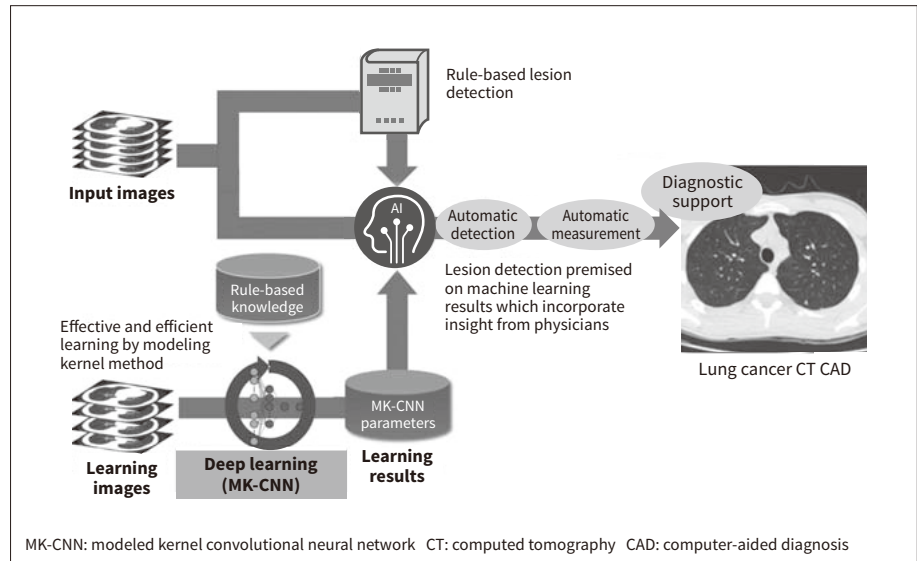 Rule-based lesion
detection
Input images
AI
Automatic
detection
Automatic
measurement
Diagnostic
support
Lesion detection premised
on machine learning
results which incorporate
insight from physicians
Lung cancer CT CAD
Rule-based
knowledge
Effective and efficient
learning by modeling
kernel method
MK-CNN
parameters
Learning
images
Deep learning
(MK-CNN)
Learning
results
MK-CNN: modeled kernel convolutional neural network CT: computed tomography CAD: computer-aided diagnosis